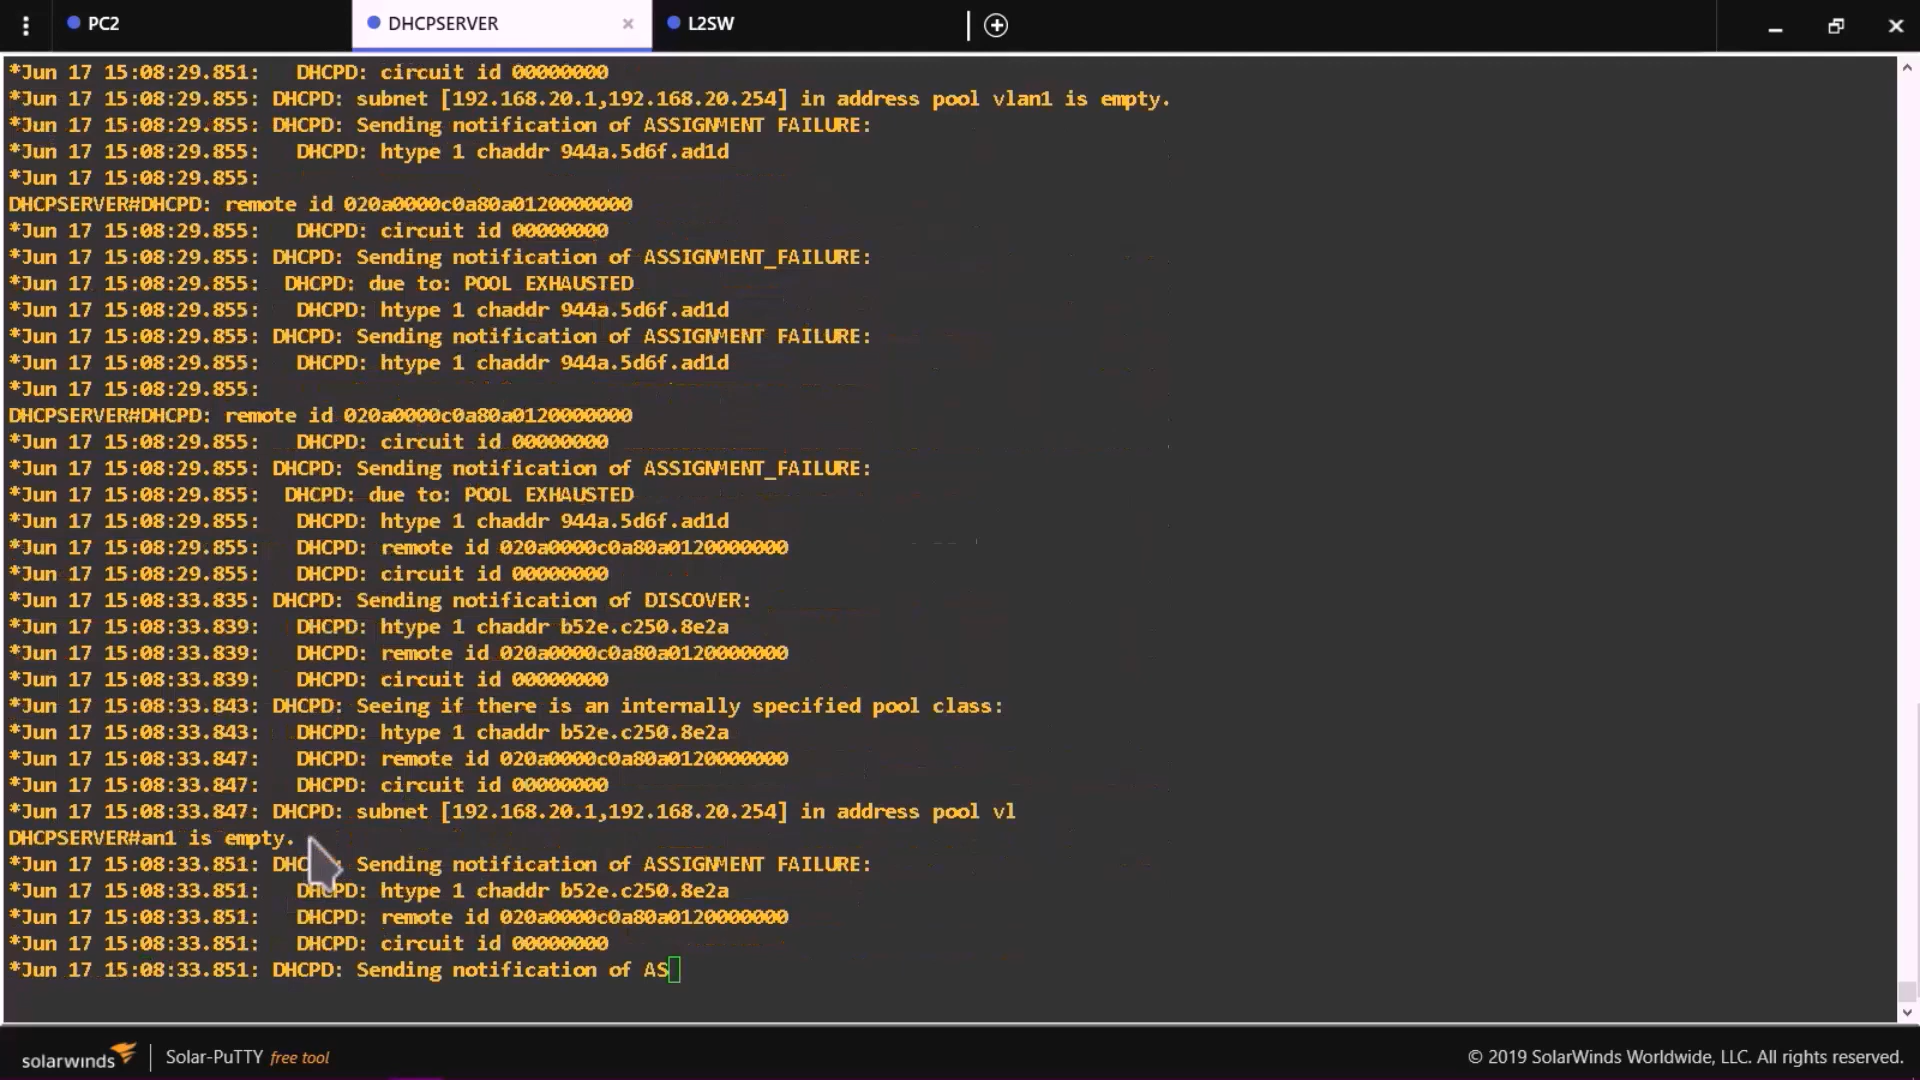 PC2
DHCPSERVER
L2SW
*Jun 17 15:08:29.851:   DHCPD: circuit id 00000000
*Jun 17 15:08:29.855: DHCPD: subnet [192.168.20.1,192.168.20.254] in address pool vlan1 is empty.
*Jun 17 15:08:29.855: DHCPD: Sending notification of ASSIGNMENT FAILURE:
*Jun 17 15:08:29.855:   DHCPD: htype 1 chaddr 944a.5d6f.ad1d
*Jun 17 15:08:29.855:
DHCPSERVER#DHCPD: remote id 020a0000c0a80a0120000000
*Jun 17 15:08:29.855:   DHCPD: circuit id 00000000
*Jun 17 15:08:29.855: DHCPD: Sending notification of ASSIGNMENT_FAILURE:
*Jun 17 15:08:29.855:  DHCPD: due to: POOL EXHAUSTED
*Jun 17 15:08:29.855:   DHCPD: htype 1 chaddr 944a.5d6f.ad1d
*Jun 17 15:08:29.855: DHCPD: Sending notification of ASSIGNMENT FAILURE:
*Jun 17 15:08:29.855:   DHCPD: htype 1 chaddr 944a.5d6f.ad1d
*Jun 17 15:08:29.855:
DHCPSERVER#DHCPD: remote id 020a0000c0a80a0120000000
*Jun 17 15:08:29.855:   DHCPD: circuit id 00000000
*Jun 17 15:08:29.855: DHCPD: Sending notification of ASSIGNMENT_FAILURE:
*Jun 17 15:08:29.855:  DHCPD: due to: POOL EXHAUSTED
*Jun 17 15:08:29.855:   DHCPD: htype 1 chaddr 944a.5d6f.ad1d
*Jun 17 15:08:29.855:   DHCPD: remote id 020a0000c0a80a0120000000
*Jun 17 15:08:29.855:   DHCPD: circuit id 00000000
*Jun 17 15:08:33.835: DHCPD: Sending notification of DISCOVER:
*Jun 17 15:08:33.839:   DHCPD: htype 1 chaddr b52e.c250.8e2a
*Jun 17 15:08:33.839:   DHCPD: remote id 020a0000c0a80a0120000000
*Jun 17 15:08:33.839:   DHCPD: circuit id 00000000
*Jun 17 15:08:33.843: DHCPD: Seeing if there is an internally specified pool class:
*Jun 17 15:08:33.843:   DHCPD: htype 1 chaddr b52e.c250.8e2a
*Jun 17 15:08:33.847:   DHCPD: remote id 020a0000c0a80a0120000000
*Jun 17 15:08:33.847:   DHCPD: circuit id 00000000
*Jun 17 15:08:33.847: DHCPD: subnet [192.168.20.1,192.168.20.254] in address pool vl
DHCPSERVER#an1 is empty.
*Jun 17 15:08:33.851: DHCPD: Sending notification of ASSIGNMENT FAILURE:
*Jun 17 15:08:33.851:   DHCPD: htype 1 chaddr b52e.c250.8e2a
*Jun 17 15:08:33.851:   DHCPD: remote id 020a0000c0a80a0120000000
*Jun 17 15:08:33.851:   DHCPD: circuit id 00000000
*Jun 17 15:08:33.851: DHCPD: Sending notification of AS
solarwinds Solar-PuTTY free tool
© 2019 SolarWinds Worldwide, LLC. All rights reserved.